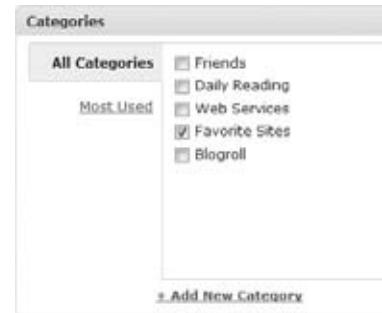 Categories
All Categories
Most Used
Friends
Daily Reading
Web Services
Favorite Sites
Blogroll
+ Add New Category